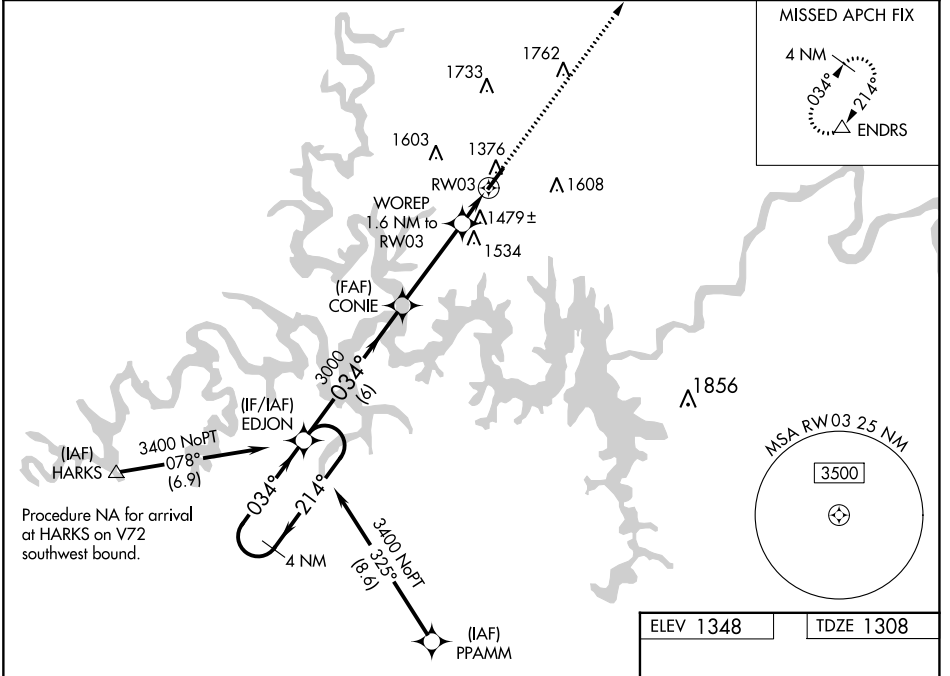 MISSED APCH FIX
4 NM
034°
214°
ENDRS
1762
1733
1603
1376
RW03
1608
WOREP
1.6 NM to
RW03
1479±
1534
(FAF)
CONIE
3000
034°
(6)
1856
(IF/IAF)
EDJON
(IAF)
HARKS
3400 NoPT
078°
(6.9)
034°
214°
4 NM
Procedure NA for arrival
at HARKS on V72
southwest bound.
3400 NoPT
325°
(8.6)
(IAF)
PPAMM
MSA RW03 25 NM
3500
ELEV 1348
TDZE 1308